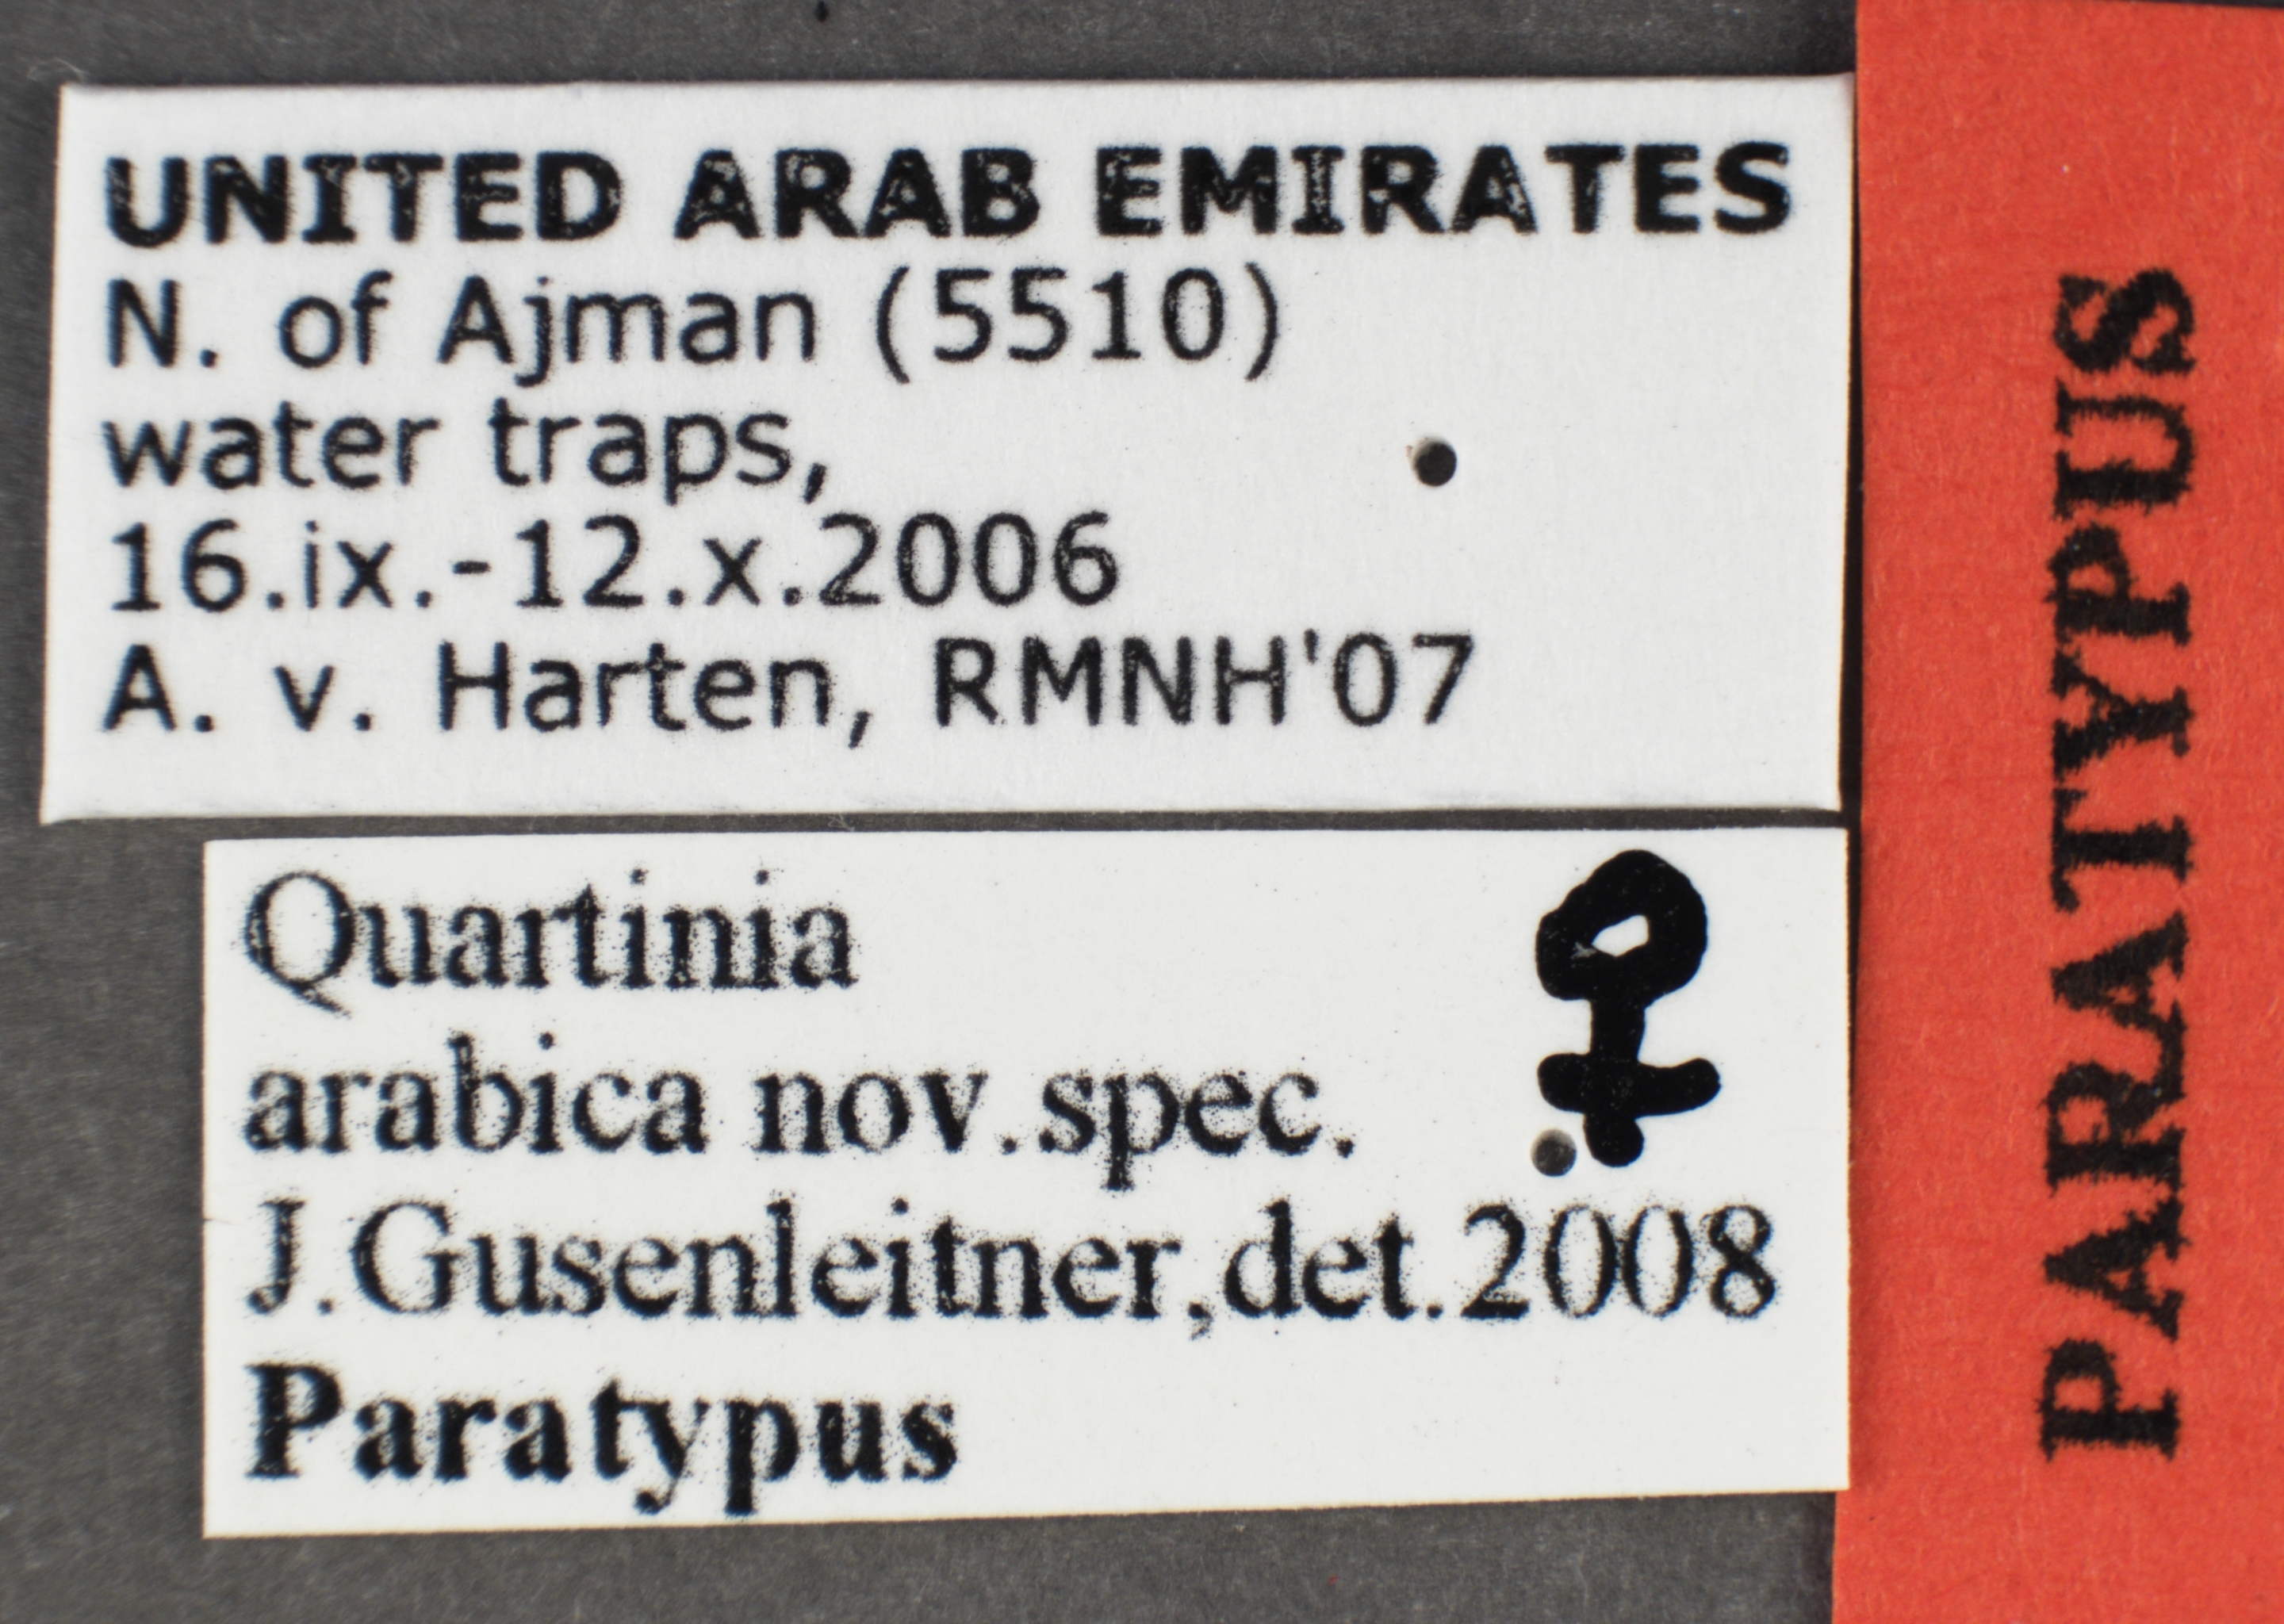 UNITED ARAB EMIRATES
N. of Ajman (5510)
water traps,
16.ix.-12.x.2006
A. v. Harten, RMNH'07
Quartinia
arabica nov.spec. ♀
J.Gusenleitner,det.2008
Paratypus
PARATYPUS